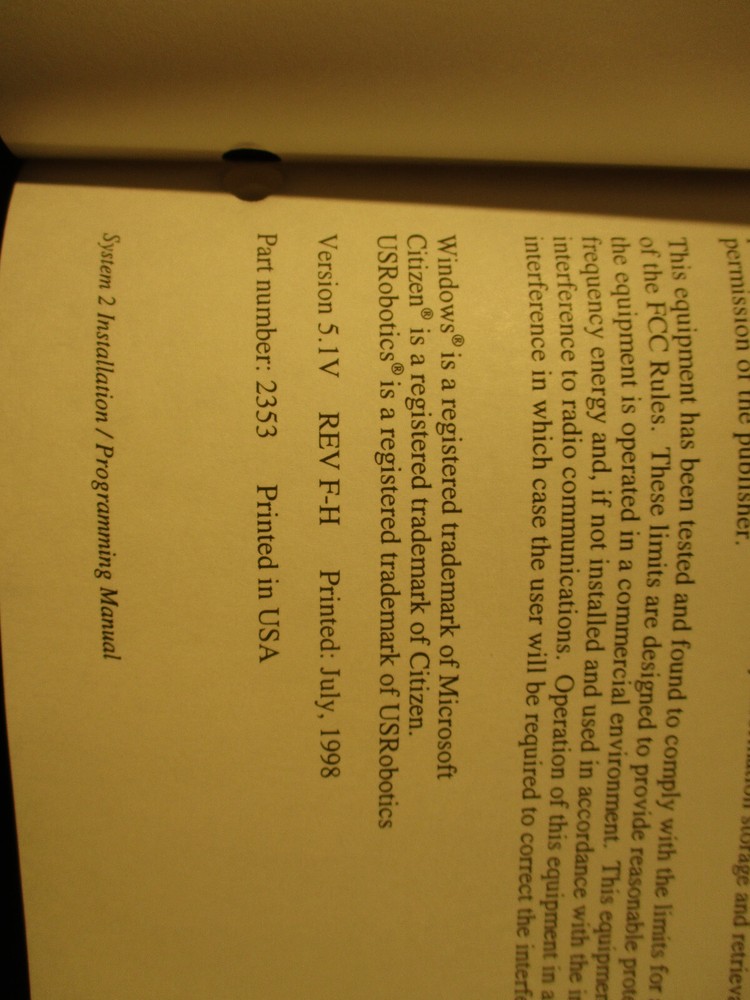 storage and
permission of the publisher.
This equipment has been tested and found to comply with the limits for
of the FCC Rules. These limits are designed to provide reasonable
the equipment is operated in a commercial environment. This
frequency energy and, if not installed and used in accordance with the
interference to radio communications. Operation of this equipment in a
interference in which case the user will be required to correct the
Windows® is a registered trademark of Microsoft
Citizen® is a registered trademark of Citizen.
USRobotics® is a registered trademark of USRobotics
Version 5.1V REV F-H Printed: July, 1998
Part number: 2353 Printed in USA
System 2 Installation / Programming Manual